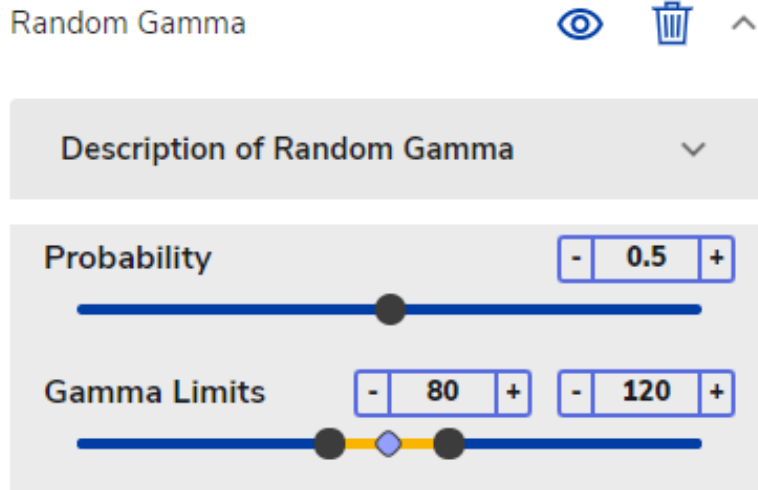 Random Gamma
Description of Random Gamma
Probability - 0.5 +
Gamma Limits - 80 + - 120 +